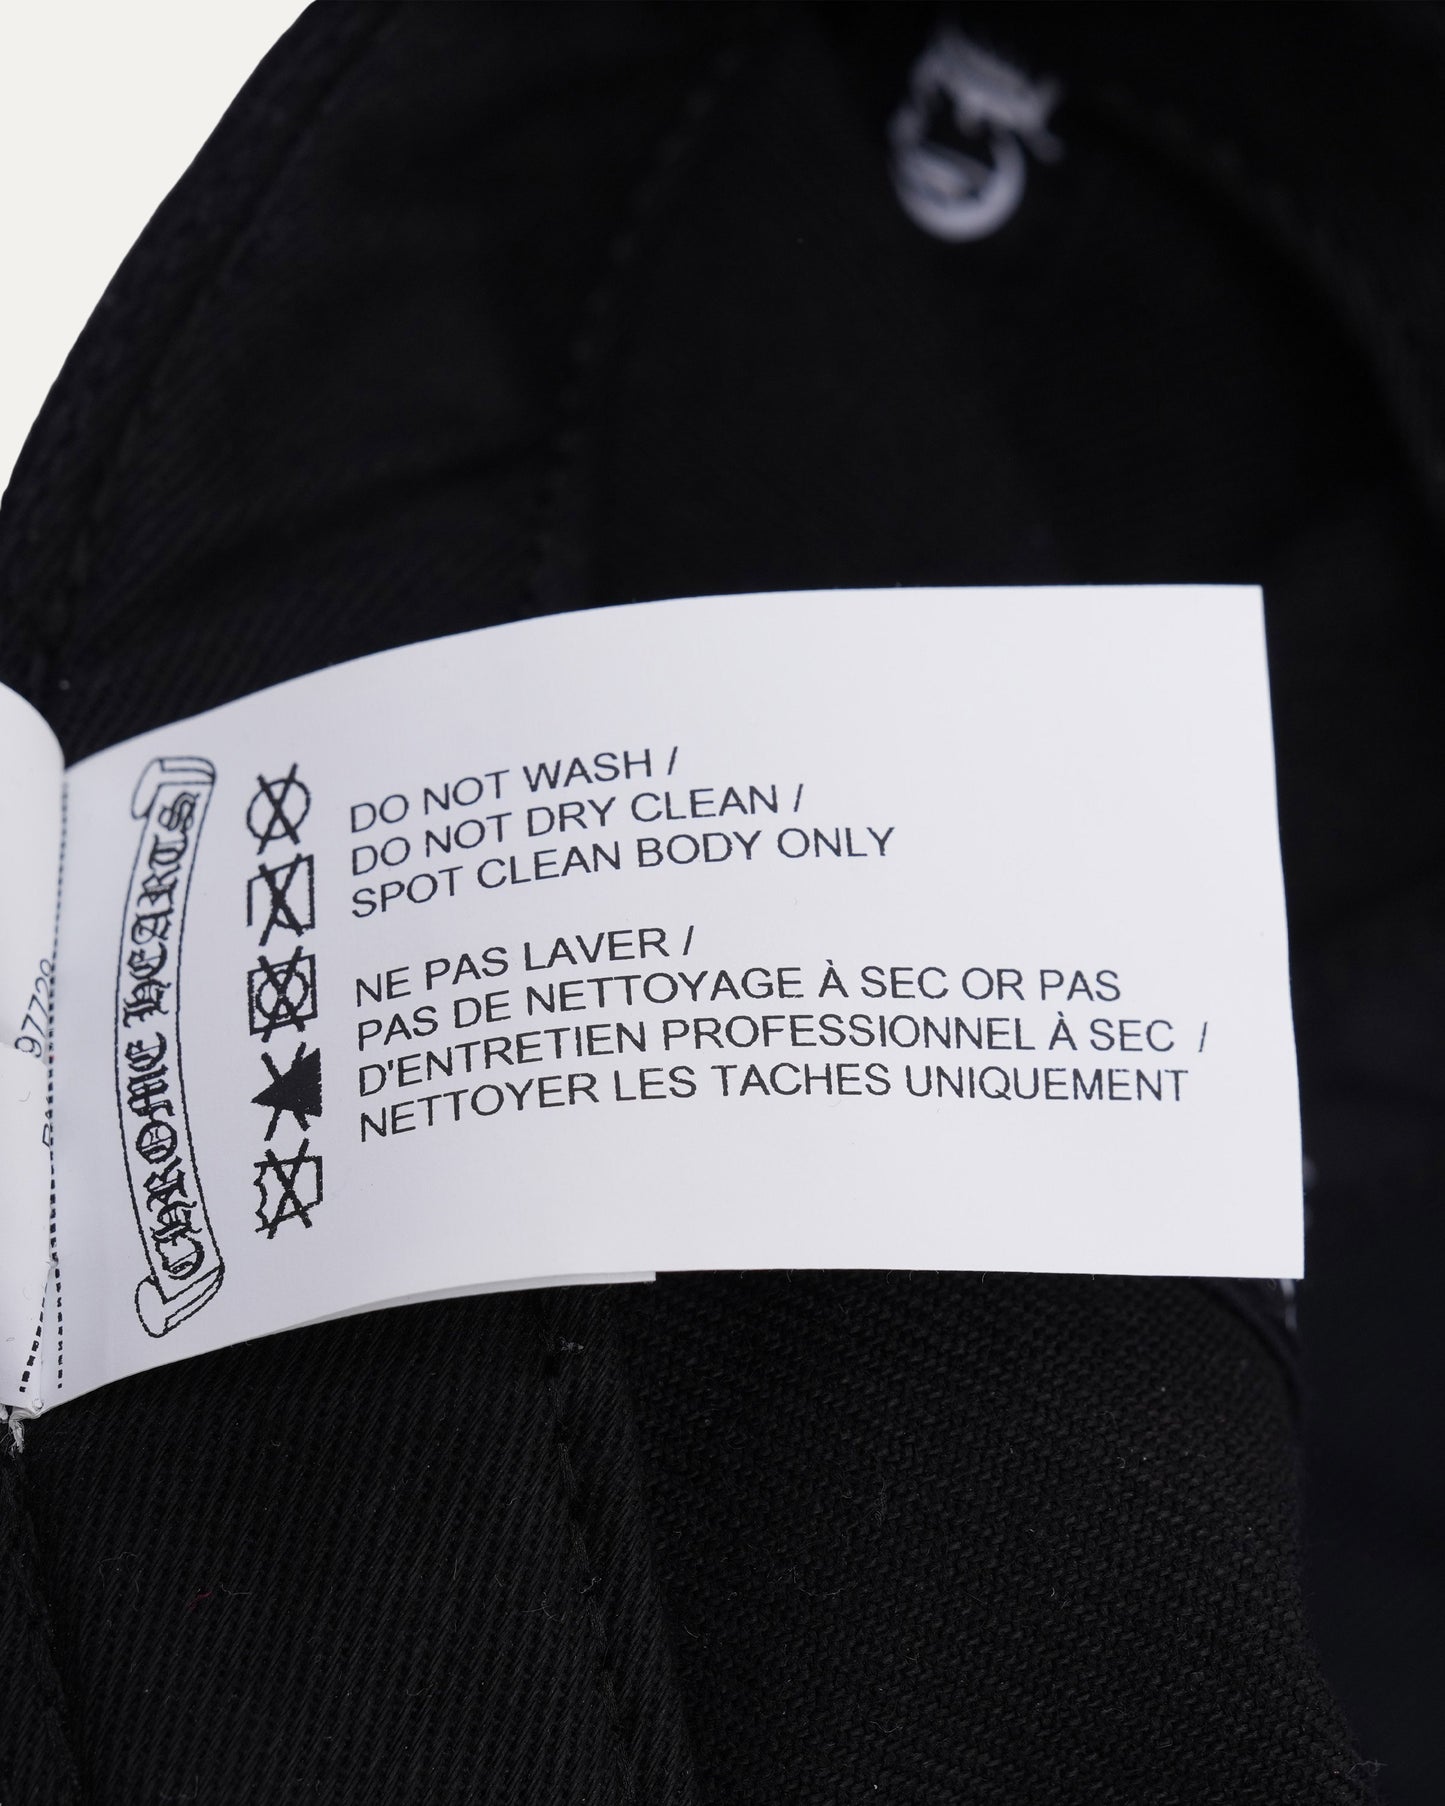 CHROME HEARTS
DO NOT WASH /
DO NOT DRY CLEAN /
SPOT CLEAN BODY ONLY
NE PAS LAVER /
PAS DE NETTOYAGE À SEC OR PAS
D'ENTRETIEN PROFESSIONNEL À SEC /
NETTOYER LES TACHES UNIQUEMENT